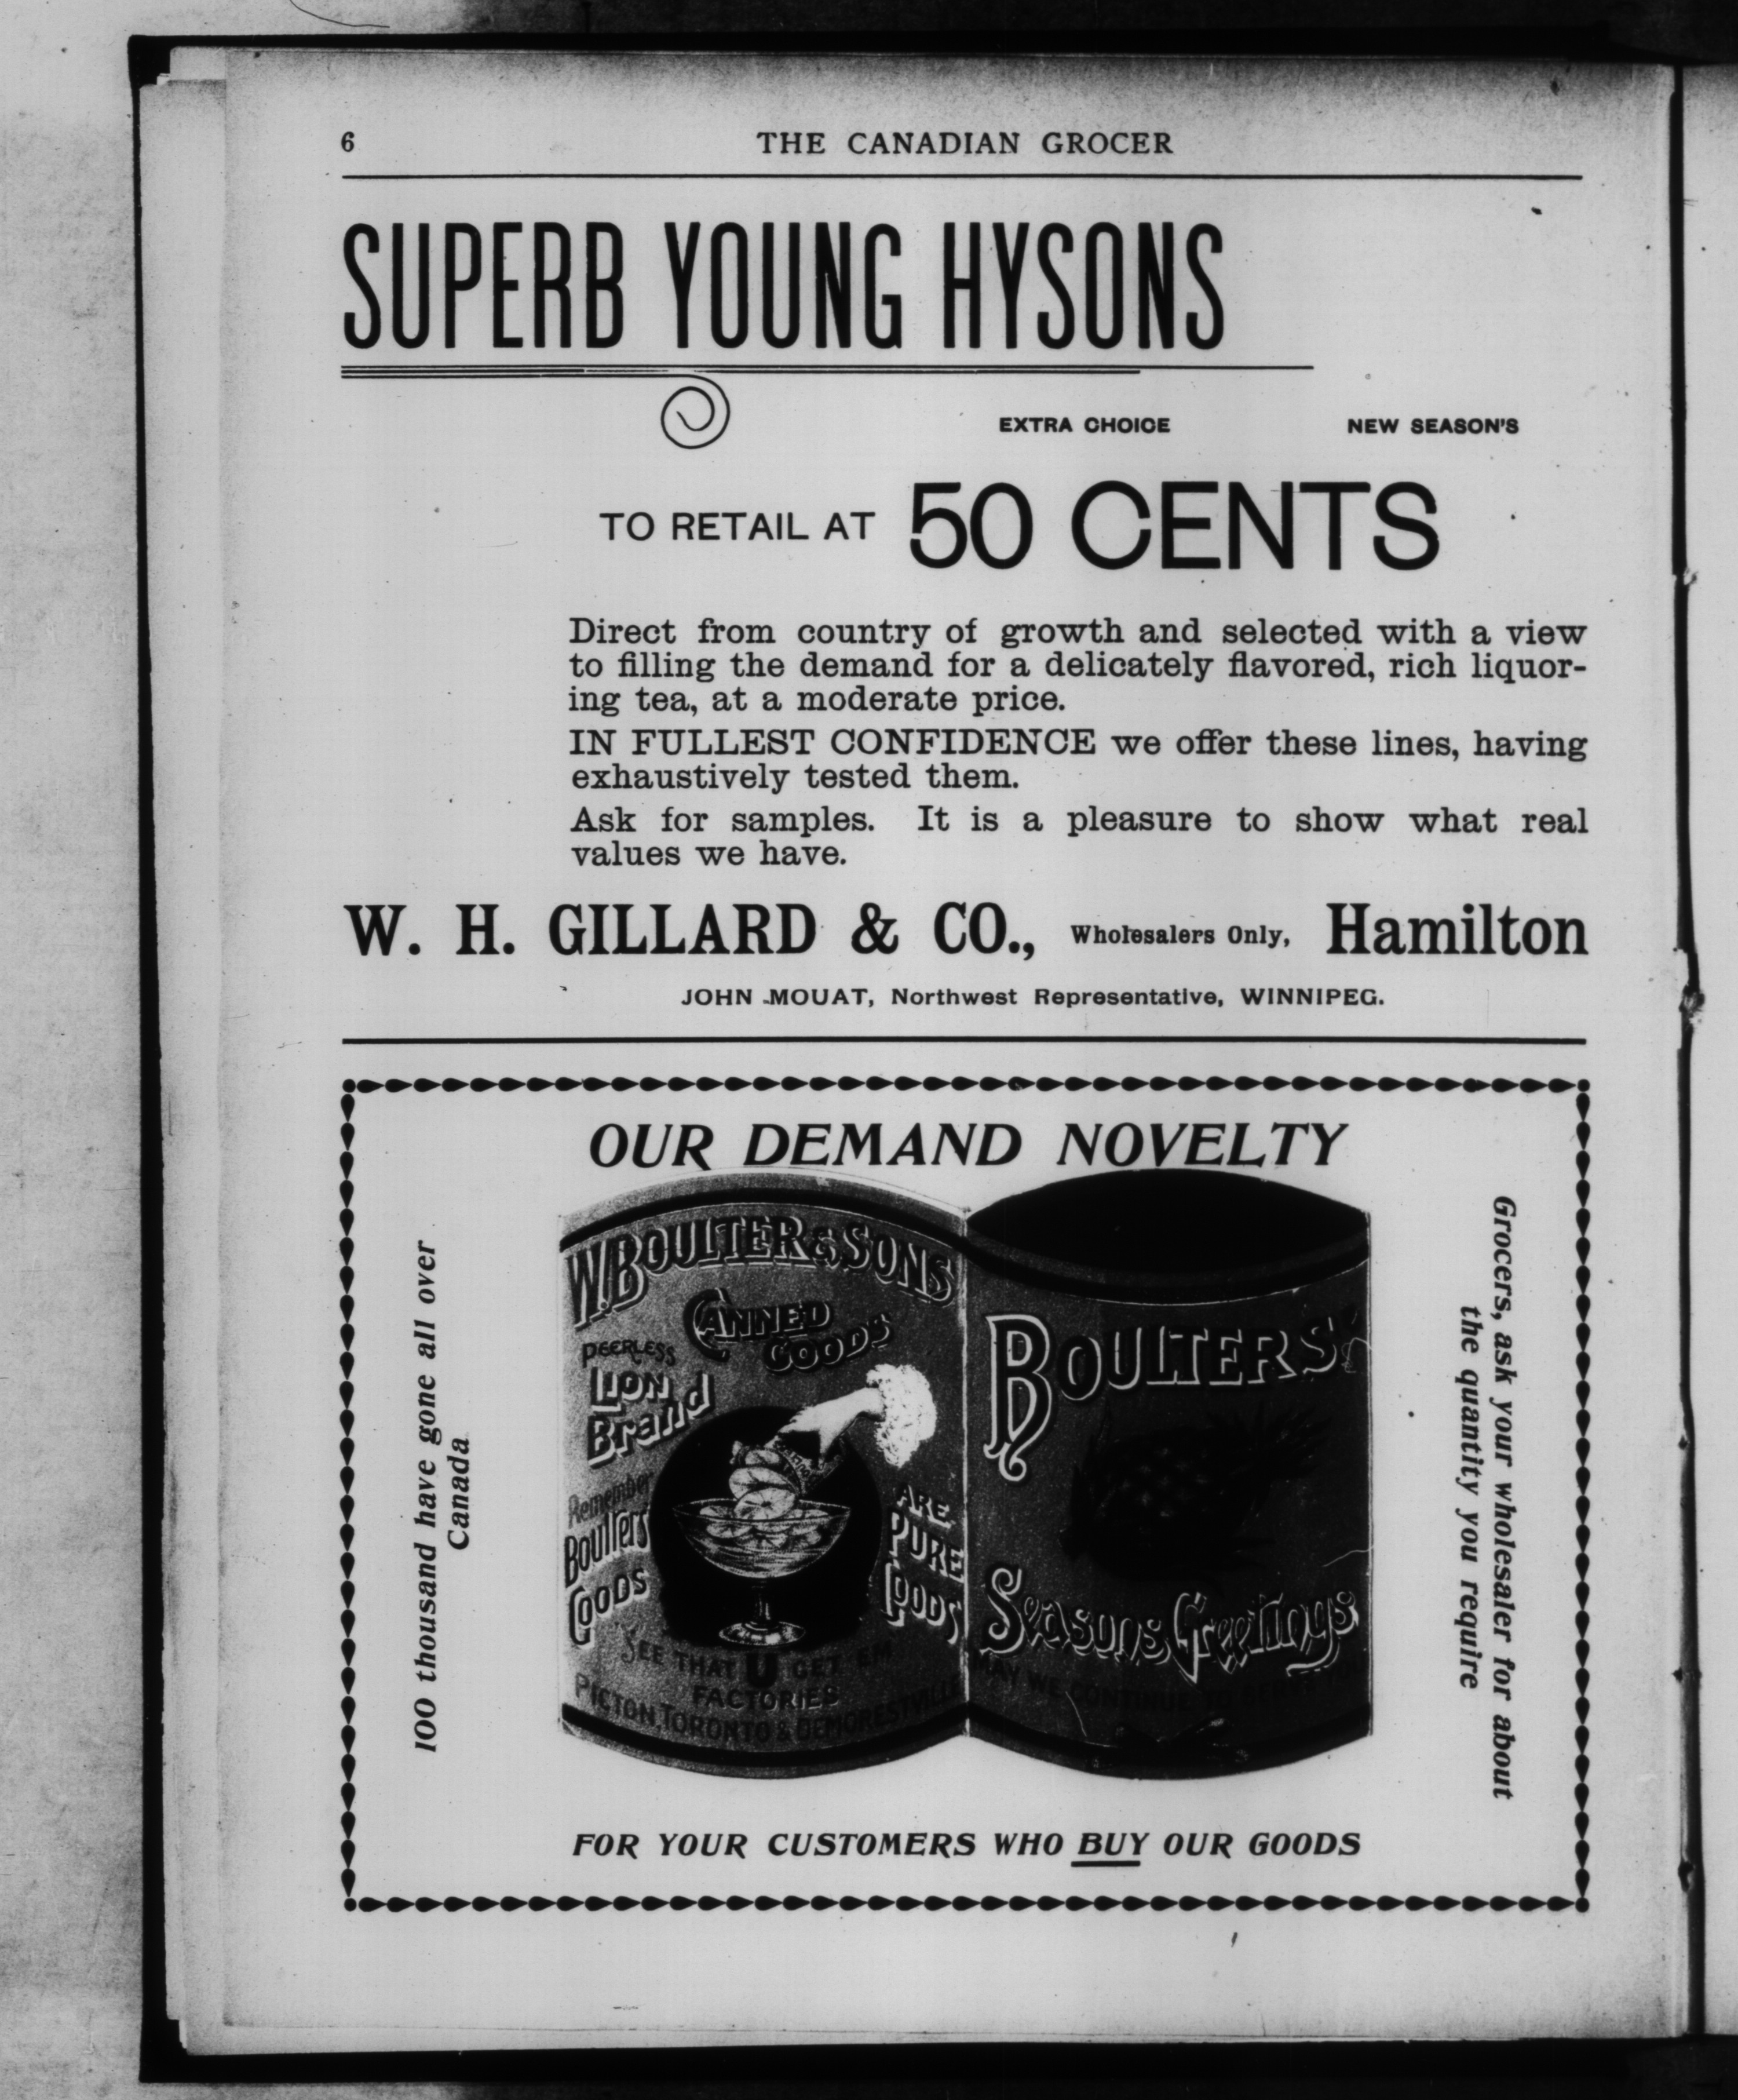 6
THE CANADIAN GROCER
SUPERB YOUNG HYSONS
EXTRA CHOICE
NEW SEASON'S
TO RETAIL AT 50 CENTS
Direct from country of growth and selected with a view
to filling the demand for a delicately flavored, rich liquor-
ing tea, at a moderate price.
IN FULLEST CONFIDENCE we offer these lines, having
exhaustively tested them.
Ask for samples. It is a pleasure to show what real
values we have.
W. H. GILLARD & CO., Wholesalers Only, Hamilton
JOHN MOUAT, Northwest Representative, WINNIPEG.
OUR DEMAND NOVELTY
100 thousand have gone all over
Canada
W. BOULTER & SONS
CANNED
GOODS
PEERLESS
LION
Brand
Remember
Boulters
GOODS
ARE
PURE
GOODS
SEE THAT U GET EM
FACTORIES
PICTON, TORONTO & DEMORESTVILLE
BOULTERS
Seasons Greetings
MAY WE CONTINUE TO
Grocers, ask your wholesaler for about
the quantity you require
FOR YOUR CUSTOMERS WHO BUY OUR GOODS